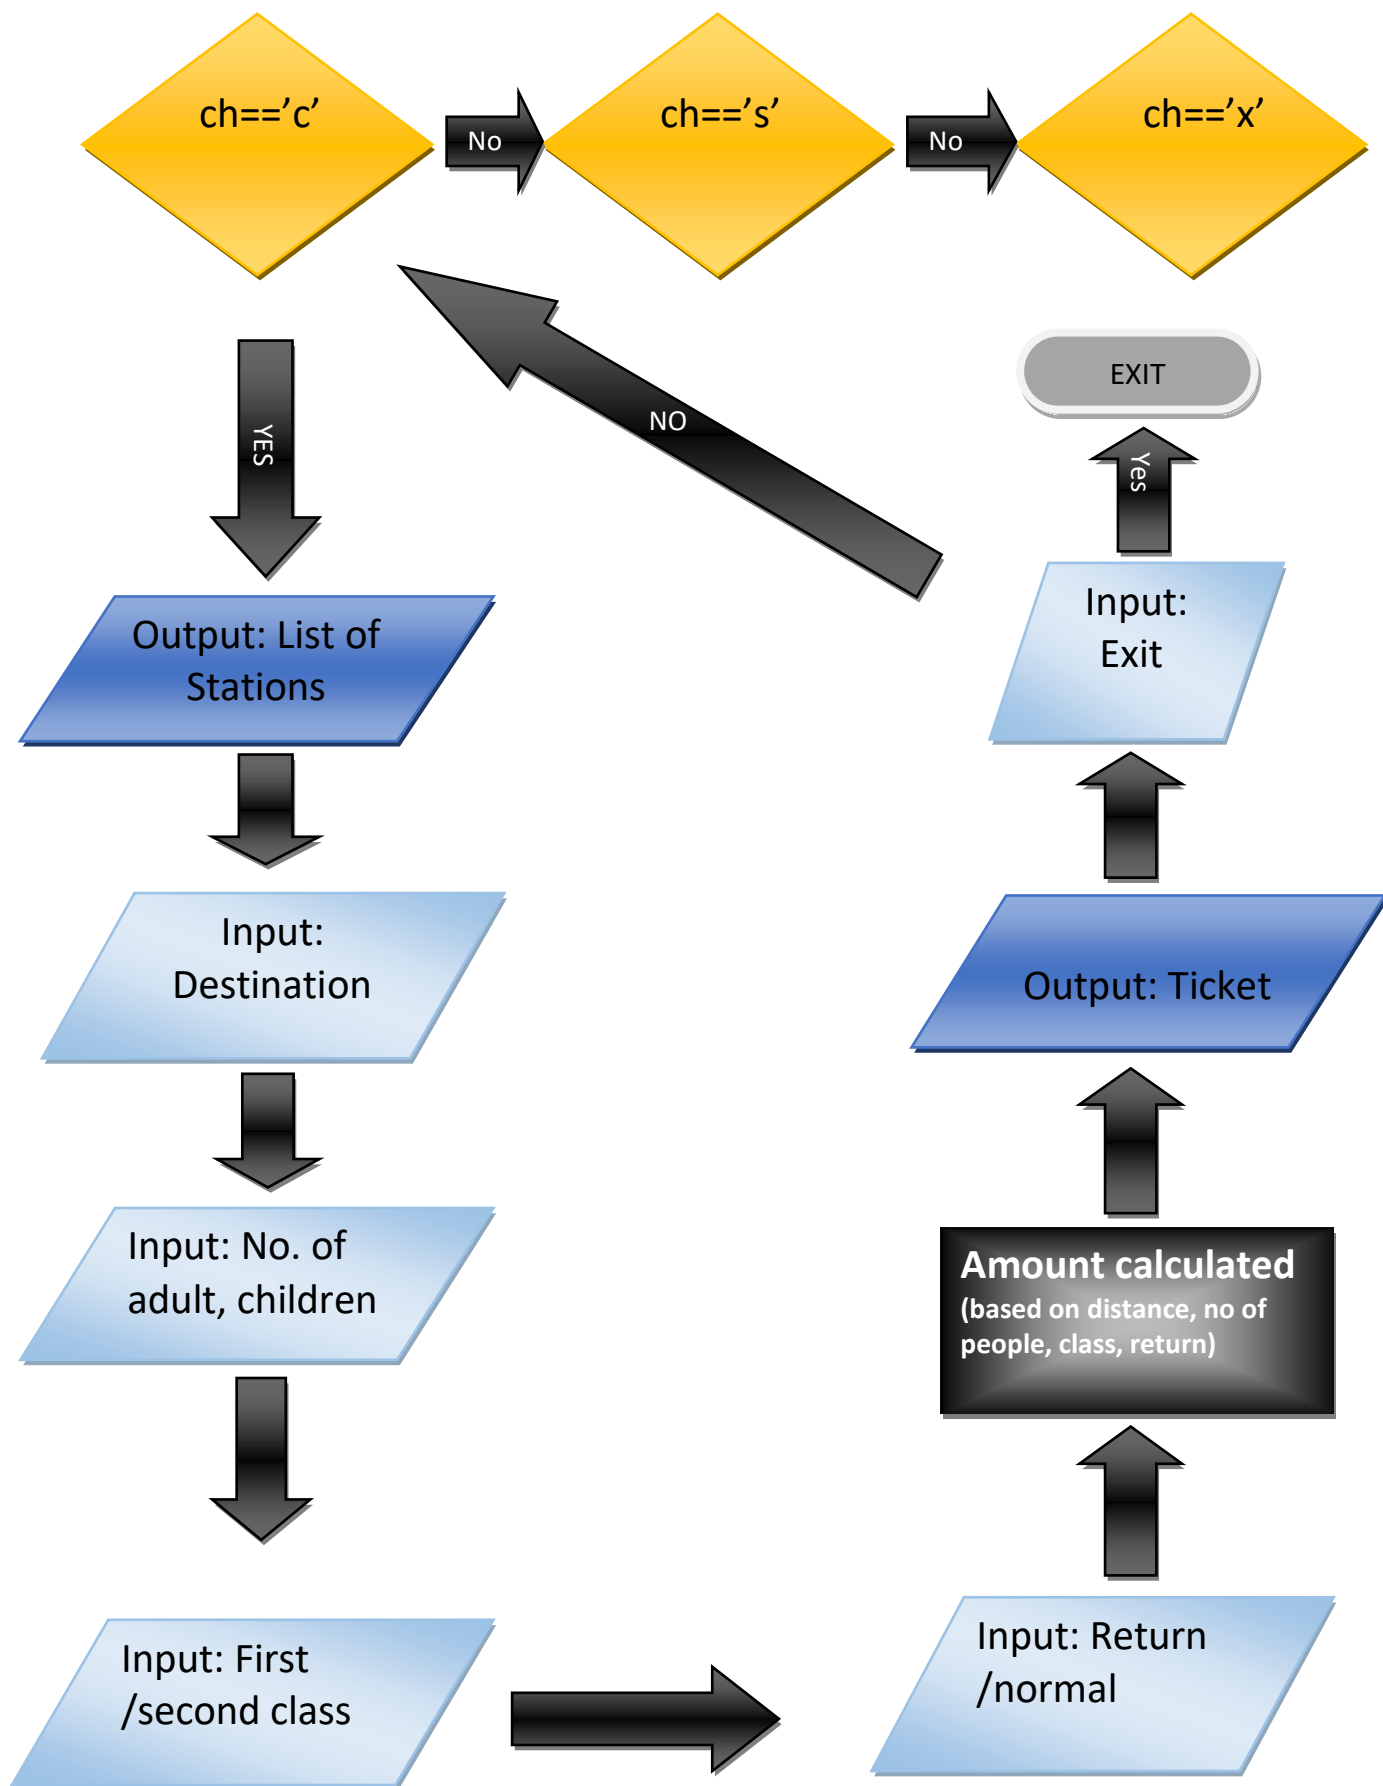 ch==’c’
No
ch==’s’
No
ch==’x’
YES
NO
EXIT
Yes
Input:
Exit
Output: List of
Stations
Input:
Destination
Output: Ticket
Input: No. of
adult, children
Amount calculated
(based on distance, no of
people, class, return)
Input: First
/second class
Input: Return
/normal